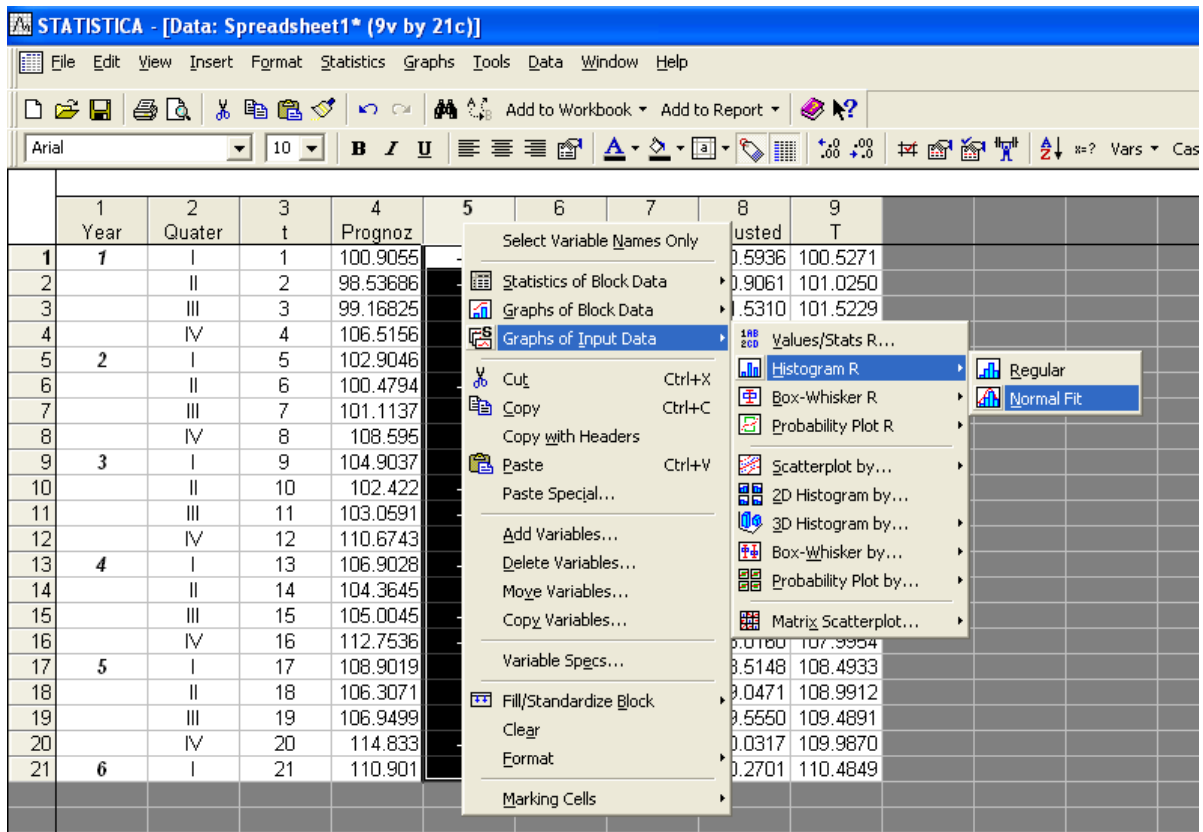 STATISTICA - [Data: Spreadsheet1* (9v by 21c)]
File Edit View Insert Format Statistics Graphs Tools Data Window Help
Add to Workbook Add to Report
Arial 10 B I U A a .00 .00 x=? Vars Cas
1 2 3 4 5 6 7 8 9
Year Quater t Prognoz usted T
1 1 I 1 100.9055 - 0.5936 100.5271
2 II 2 98.53686 - 0.9061 101.0250
3 III 3 99.16825 1.5310 101.5229
4 IV 4 106.5156
5 2 I 5 102.9046
6 II 6 100.4794
7 III 7 101.1137
8 IV 8 108.595
9 3 I 9 104.9037
10 II 10 102.422
11 III 11 103.0591
12 IV 12 110.6743
13 4 I 13 106.9028
14 II 14 104.3645
15 III 15 105.0045
16 IV 16 112.7536 107.9954
17 5 I 17 108.9019 8.5148 108.4933
18 II 18 106.3071 9.0471 108.9912
19 III 19 106.9499 9.5550 109.4891
20 IV 20 114.833 0.0317 109.9870
21 6 I 21 110.901 0.2701 110.4849
Select Variable Names Only
Statistics of Block Data
Graphs of Block Data
Graphs of Input Data
Cut Ctrl+X
Copy Ctrl+C
Copy with Headers
Paste Ctrl+V
Paste Special...
Add Variables...
Delete Variables...
Move Variables...
Copy Variables...
Variable Specs...
Fill/Standardize Block
Clear
Format
Marking Cells
Values/Stats R...
Histogram R
Box-Whisker R
Probability Plot R
Scatterplot by...
2D Histogram by...
3D Histogram by...
Box-Whisker by...
Probability Plot by...
Matrix Scatterplot...
Regular
Normal Fit